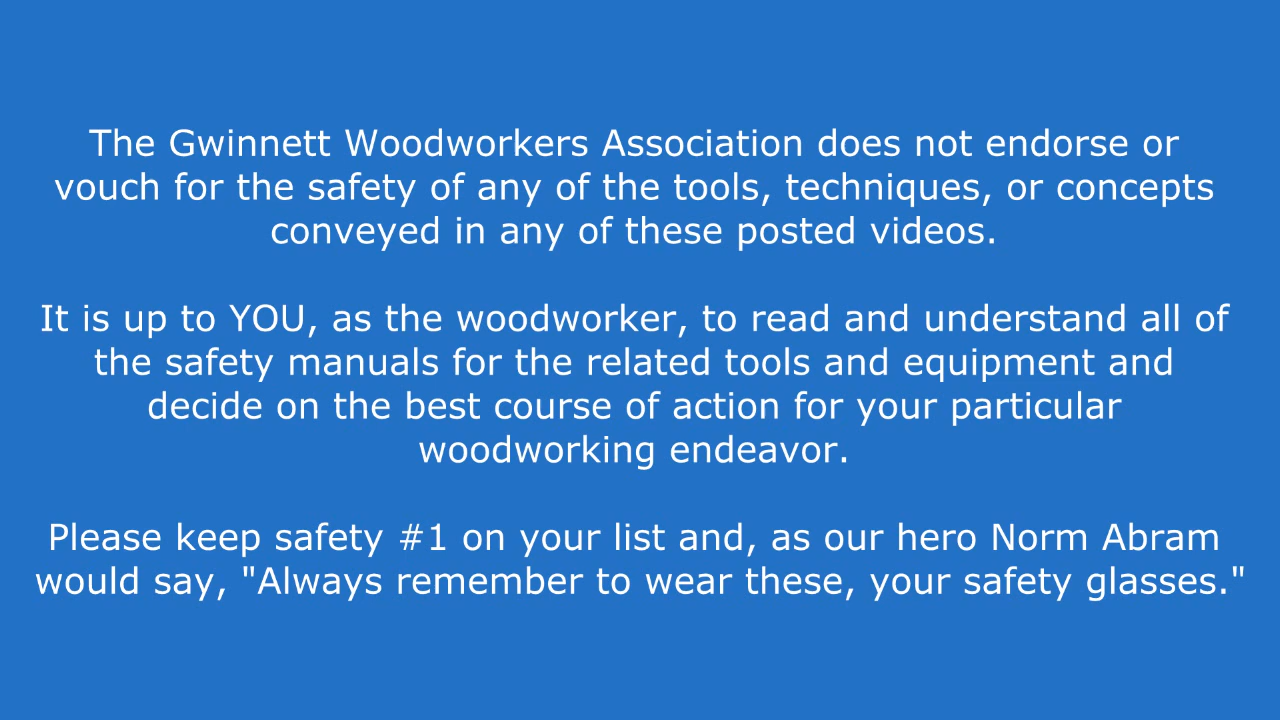 The Gwinnett Woodworkers Association does not endorse or
vouch for the safety of any of the tools, techniques, or concepts
conveyed in any of these posted videos.
It is up to YOU, as the woodworker, to read and understand all of
the safety manuals for the related tools and equipment and
decide on the best course of action for your particular
woodworking endeavor.
Please keep safety #1 on your list and, as our hero Norm Abram
would say, "Always remember to wear these, your safety glasses."